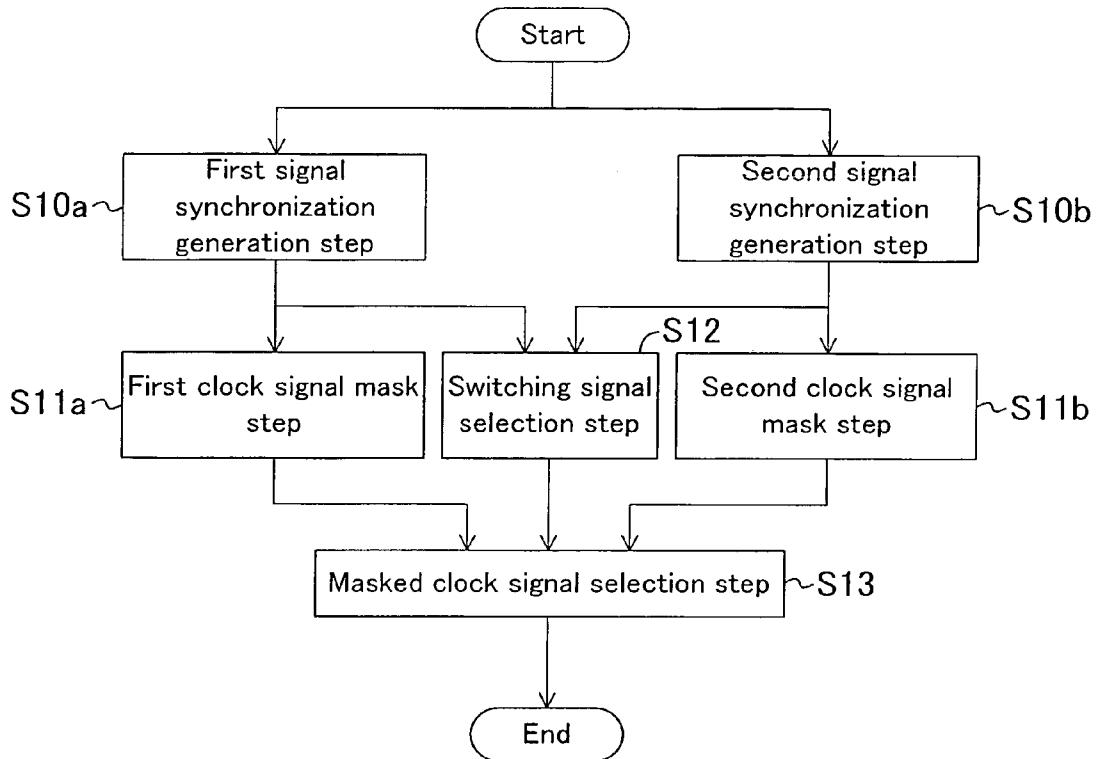 Start
S10a
First signal
synchronization
generation step
Second signal
synchronization
generation step
S10b
S12
S11a
First clock signal mask
step
Switching signal
selection step
Second clock signal
mask step
S11b
Masked clock signal selection step
S13
End